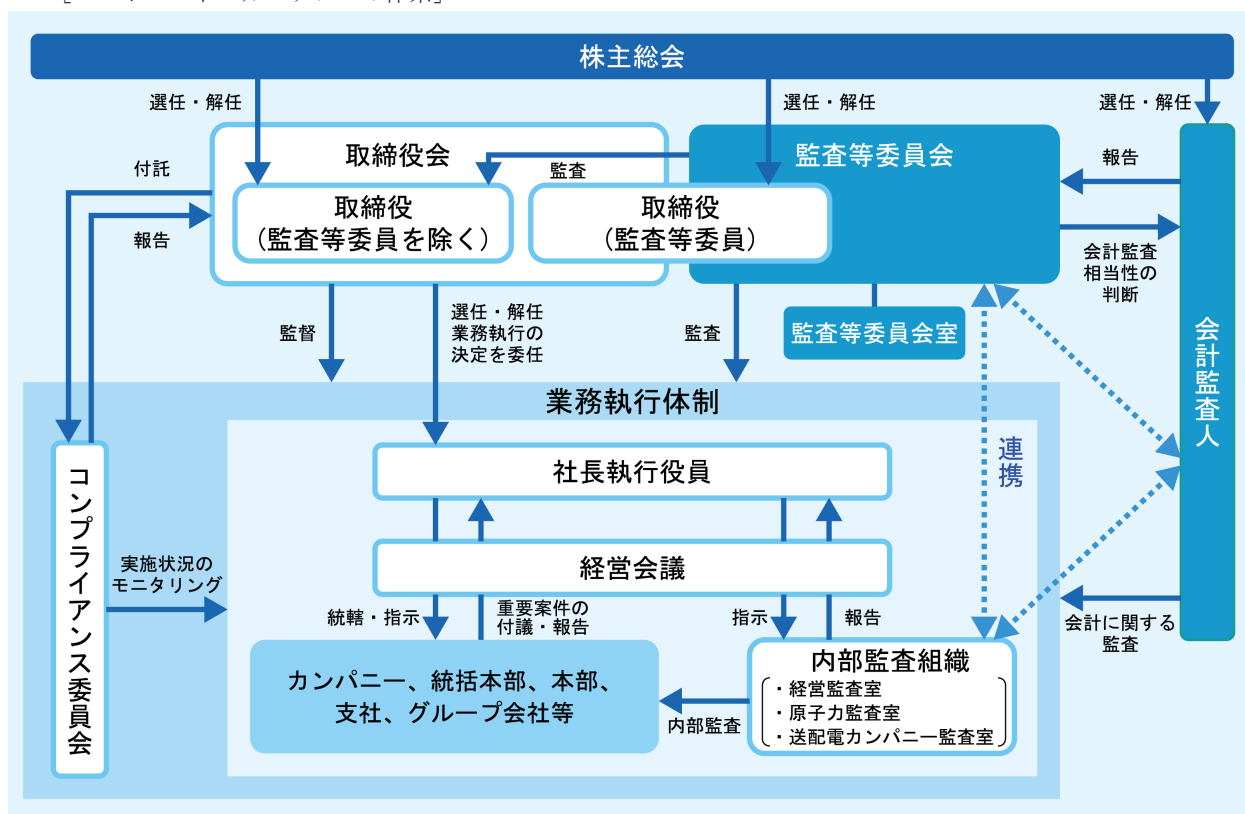 株主総会
選任・解任
選任・解任
選任・解任
取締役会
監査等委員会
付託
監査
報告
取締役
(監査等委員を除く)
取締役
(監査等委員)
報告
会計監査
相当性の
判断
選任・解任
業務執行の
決定を委任
監督
監査
監査等委員会室
会計監査人
業務執行体制
社長執行役員
連携
コンプライアンス委員会
経営会議
実施状況の
モニタリング
統轄・指示
重要案件の
付議・報告
指示
報告
会計に関する
監査
カンパニー、統括本部、本部、
支社、グループ会社等
内部監査
内部監査組織
・経営監査室
・原子力監査室
・送配電カンパニー監査室